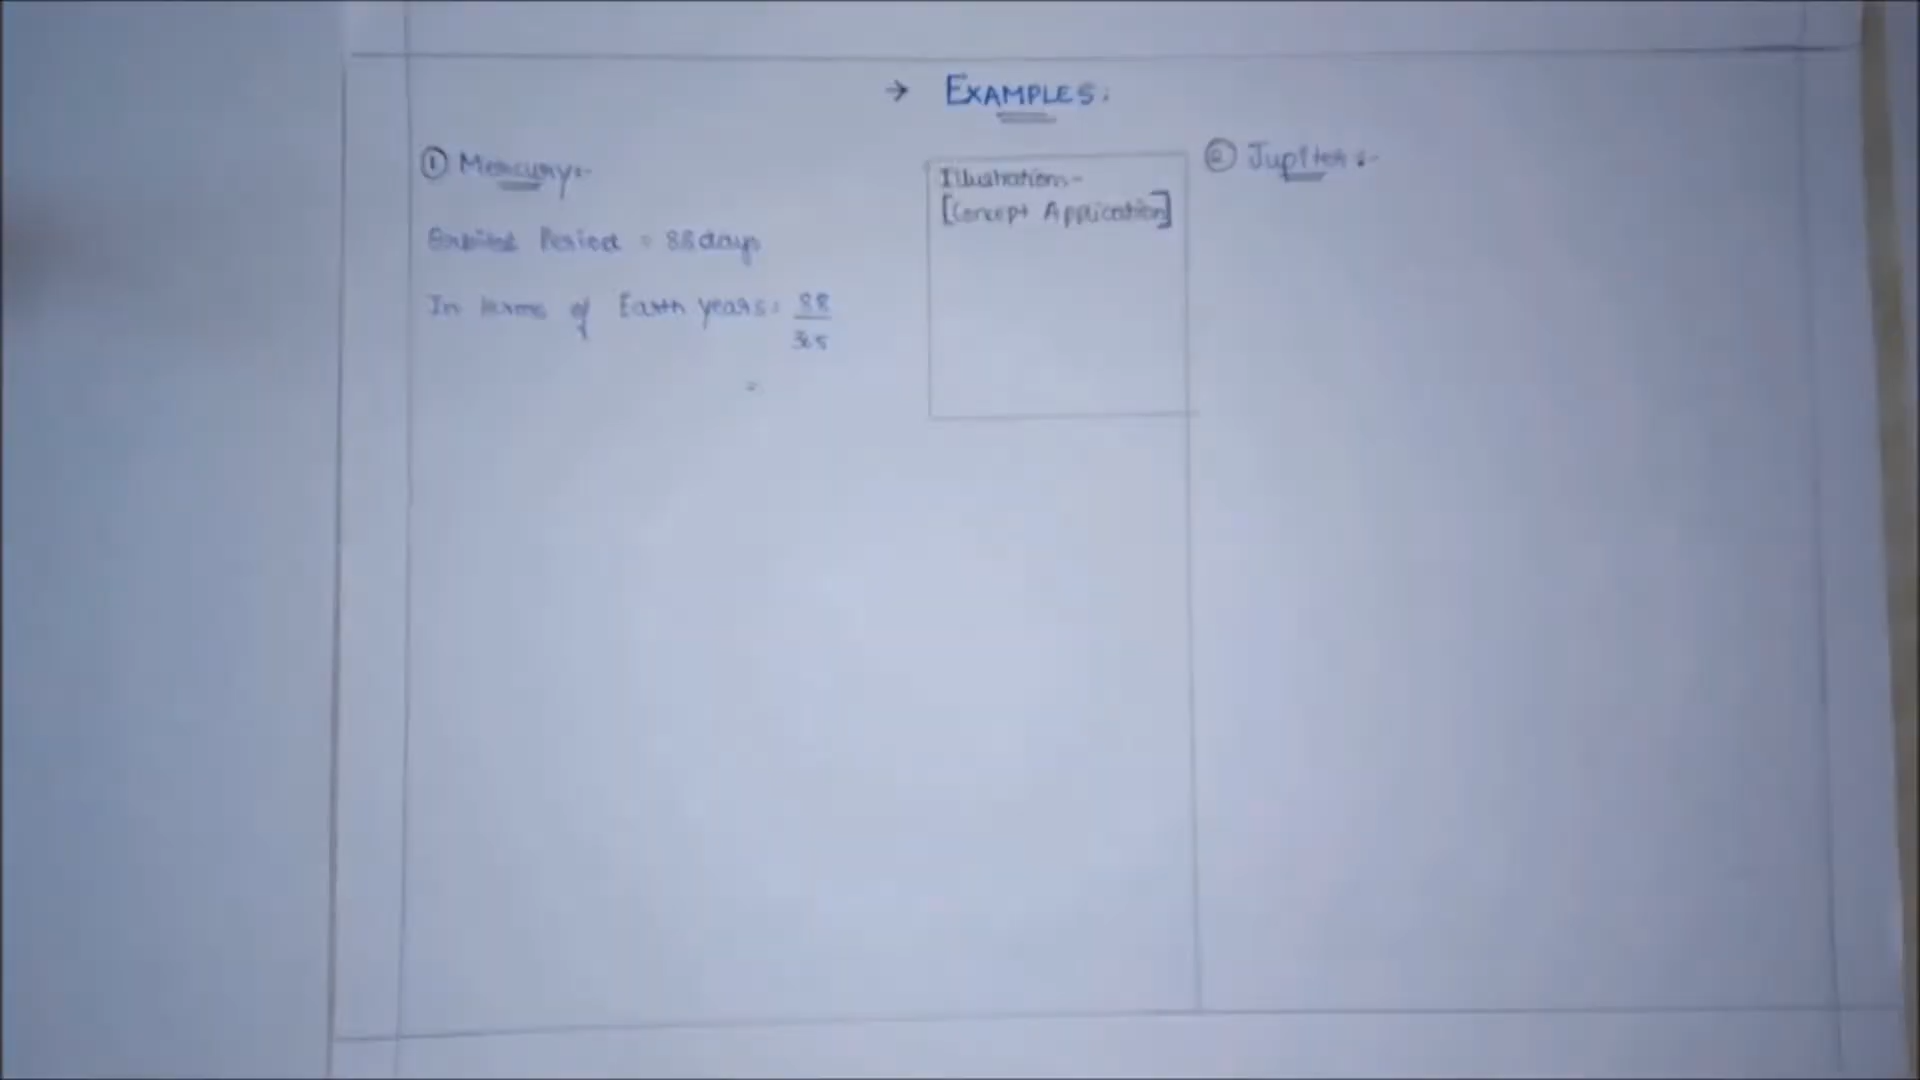 → EXAMPLES:
① Mercury:-
Orbital Period = 88 days
In terms of Earth years = 88
365
=
Illustration:-
[Concept Application]
② Jupiter:-